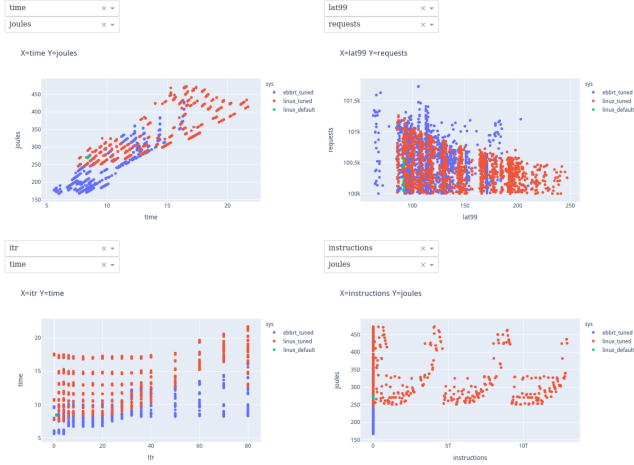 time × ▾
joules × ▾
X=time Y=joules
sys
ebbrt_tuned
linux_tuned
linux_default
450
400
350
300
250
200
150
joules
5
10
15
20
time
lat99 × ▾
requests × ▾
X=lat99 Y=requests
sys
ebbrt_tuned
linux_tuned
linux_default
101.5k
101k
100.5k
100k
requests
100
150
200
250
lat99
itr × ▾
time × ▾
X=itr Y=time
sys
ebbrt_tuned
linux_tuned
linux_default
20
15
10
5
time
0
20
40
60
80
itr
instructions × ▾
joules × ▾
X=instructions Y=joules
sys
ebbrt_tuned
linux_tuned
linux_default
450
400
350
300
250
200
150
joules
0
5T
10T
instructions